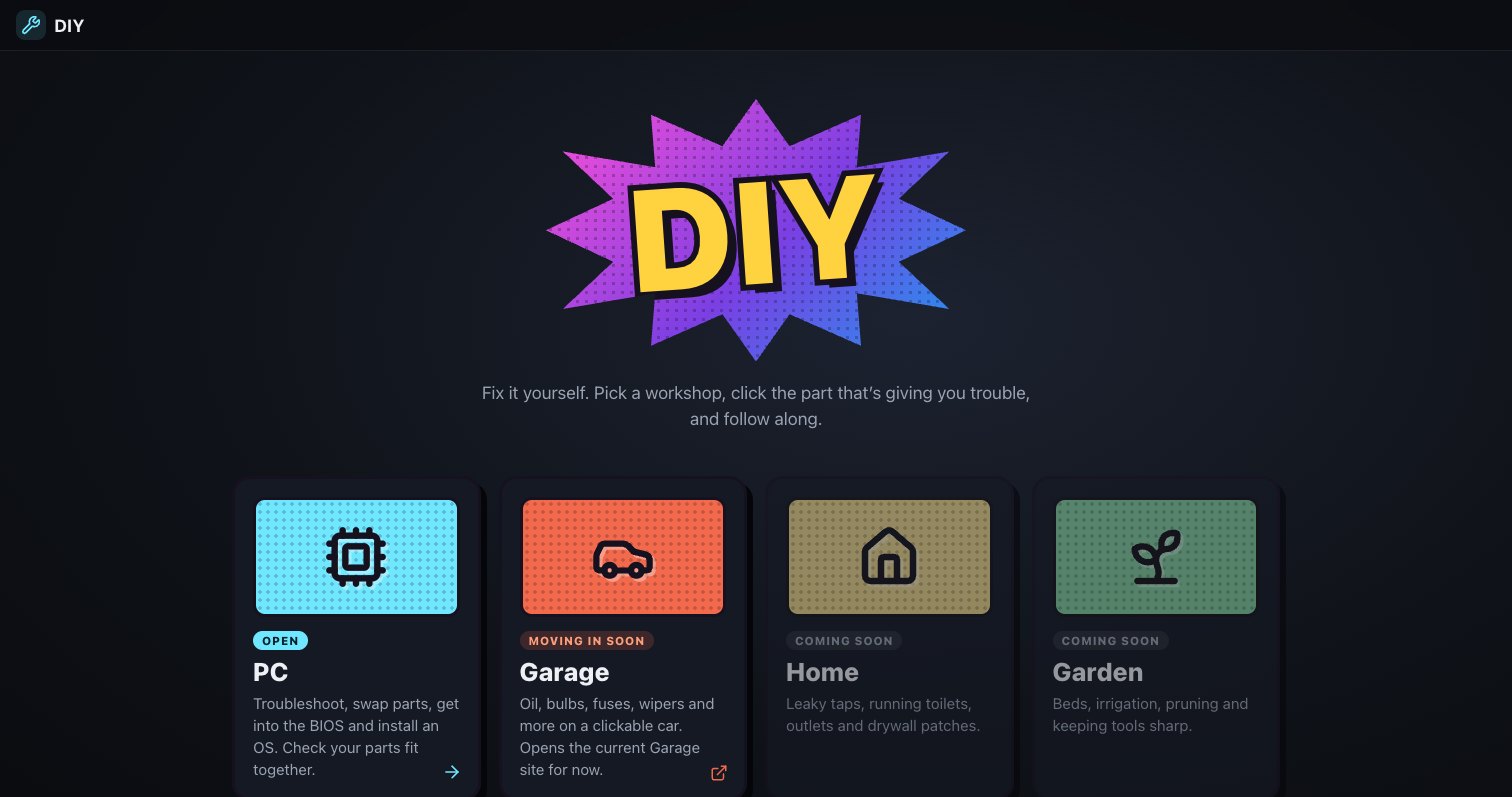 DIY
DIY
Fix it yourself. Pick a workshop, click the part that’s giving you trouble,
and follow along.
OPEN
PC
Troubleshoot, swap parts, get
into the BIOS and install an
OS. Check your parts fit
together.
MOVING IN SOON
Garage
Oil, bulbs, fuses, wipers and
more on a clickable car.
Opens the current Garage
site for now.
COMING SOON
Home
Leaky taps, running toilets,
outlets and drywall patches.
COMING SOON
Garden
Beds, irrigation, pruning and
keeping tools sharp.